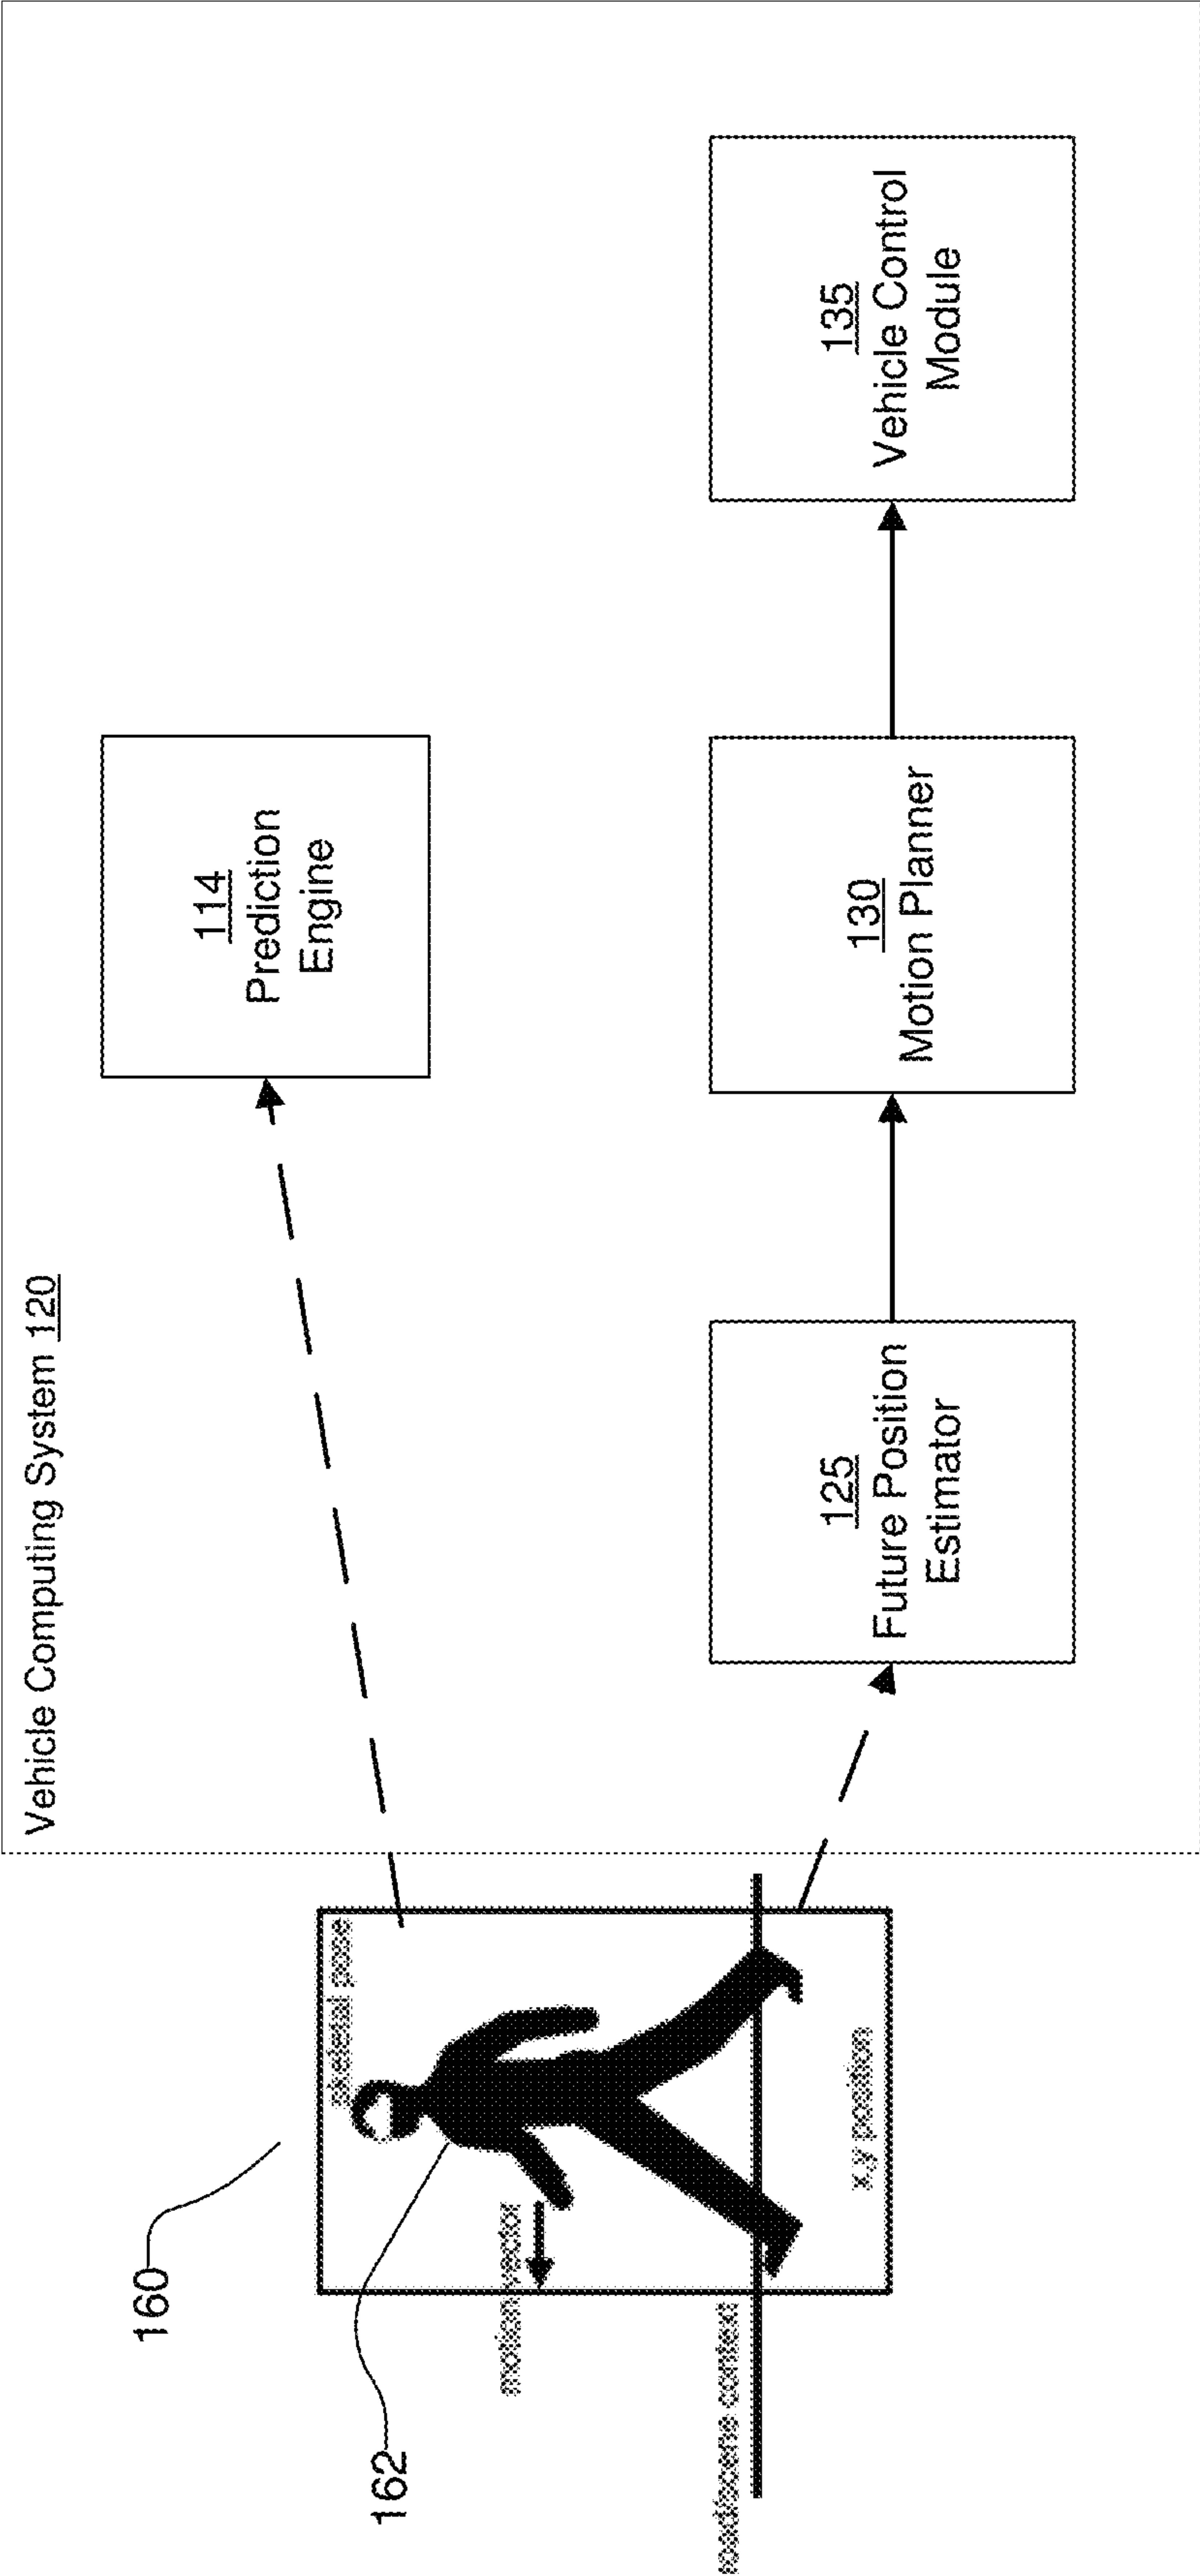 Vehicle Computing System 120
160
162
skeletal pose
motion vector
road/scene context
x,y position
114
Prediction
Engine
125
Future Position
Estimator
130
Motion Planner
135
Vehicle Control
Module